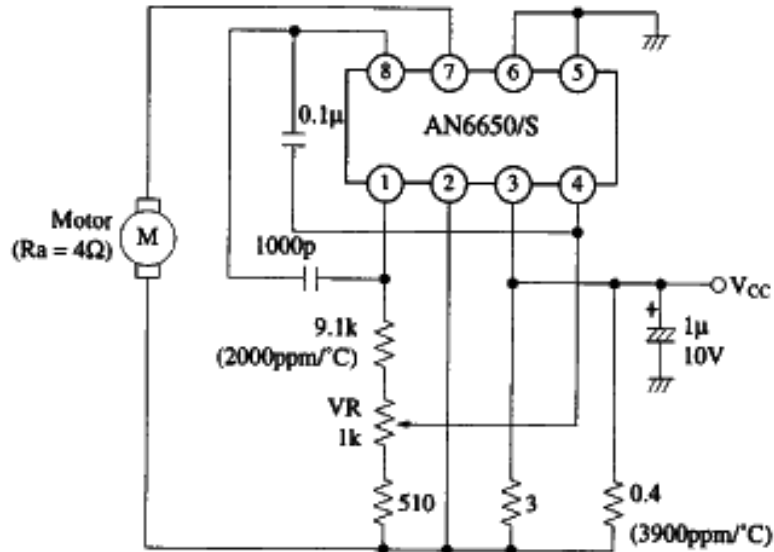 8 7 6 5
0.1μ
AN6650/S
1 2 3 4
Motor
(Ra = 4Ω)
M
1000p
VCC
+
1μ
10V
9.1k
(2000ppm/°C)
VR
1k
510
3
0.4
(3900ppm/°C)